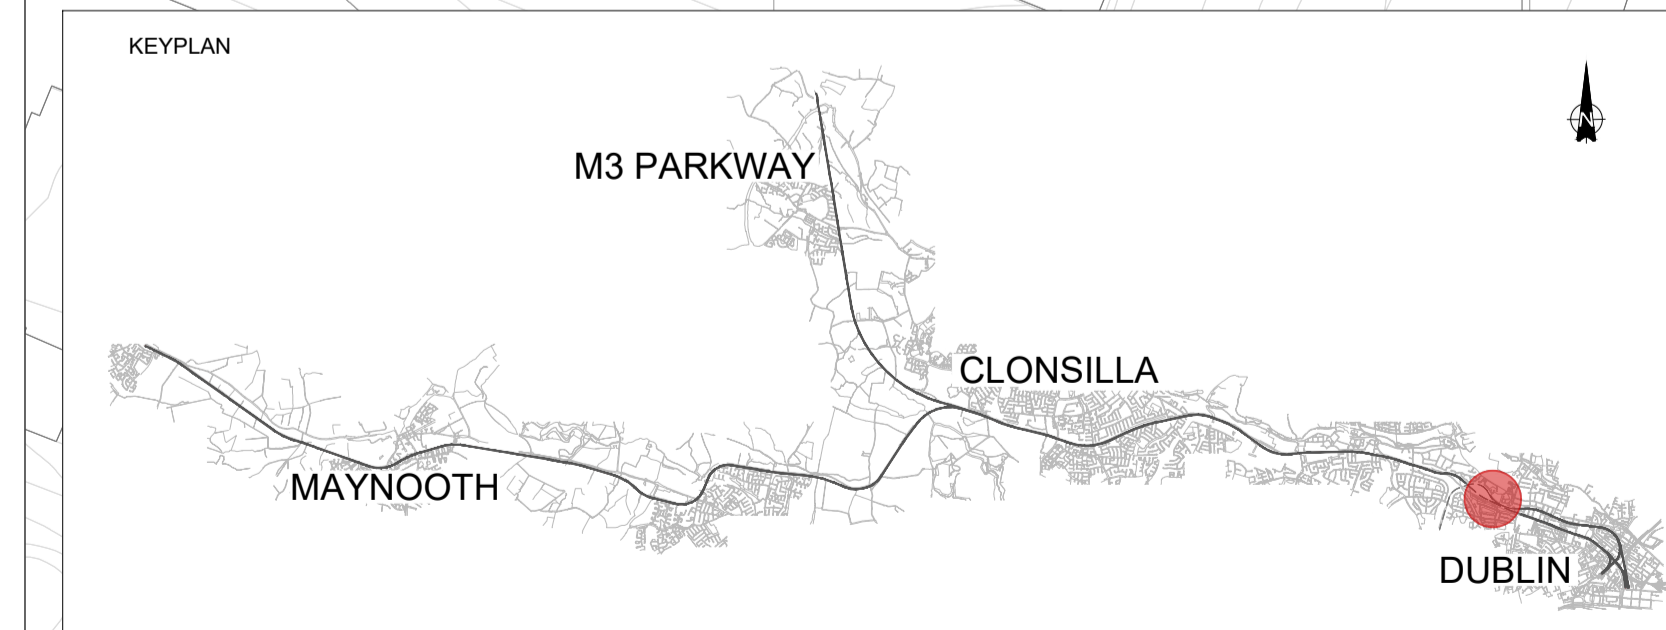 KEYPLAN
N
M3 PARKWAY
CLONSILLA
MAYNOOTH
DUBLIN